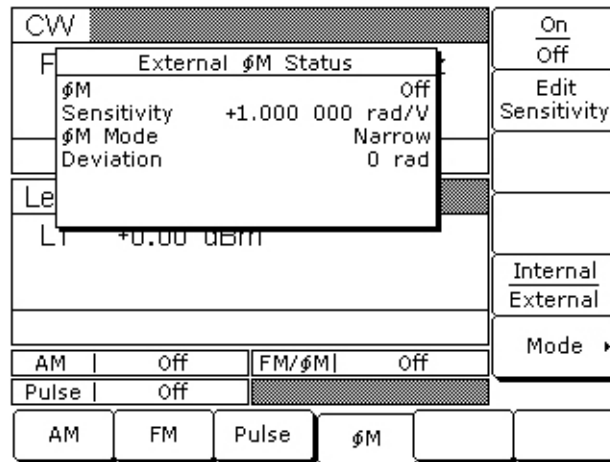 CW
External ϕM Status
ϕM Off
Sensitivity +1.000 000 rad/V
ϕM Mode Narrow
Deviation 0 rad
L1 +0.00 dBm
AM | Off FM/ϕM| Off
Pulse | Off
On
Off
Edit
Sensitivity
Internal
External
Mode
AM FM Pulse ϕM